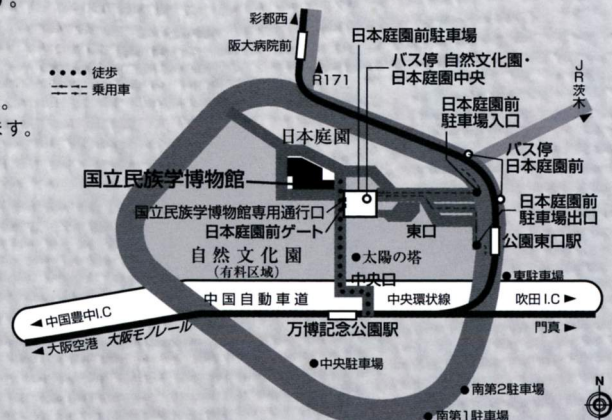 す。
彩都西
阪大病院前
R171
日本庭園前駐車場
バス停 自然文化園・
日本庭園中央
JR茨木
徒歩
乗用車
。
ます。
日本庭園前
駐車場入口
日本庭園
バス停
日本庭園前
国立民族学博物館
国立民族学博物館専用通行口
日本庭園前ゲート
日本庭園前
駐車場出口
東口
公園東口駅
自然文化園
(有料区域)
太陽の塔
中央口
東駐車場
中国自動車道
中央環状線
吹田I.C
中国豊中I.C
大阪空港
大阪モノレール
万博記念公園駅
門真
中央駐車場
南第2駐車場
南第1駐車場
N